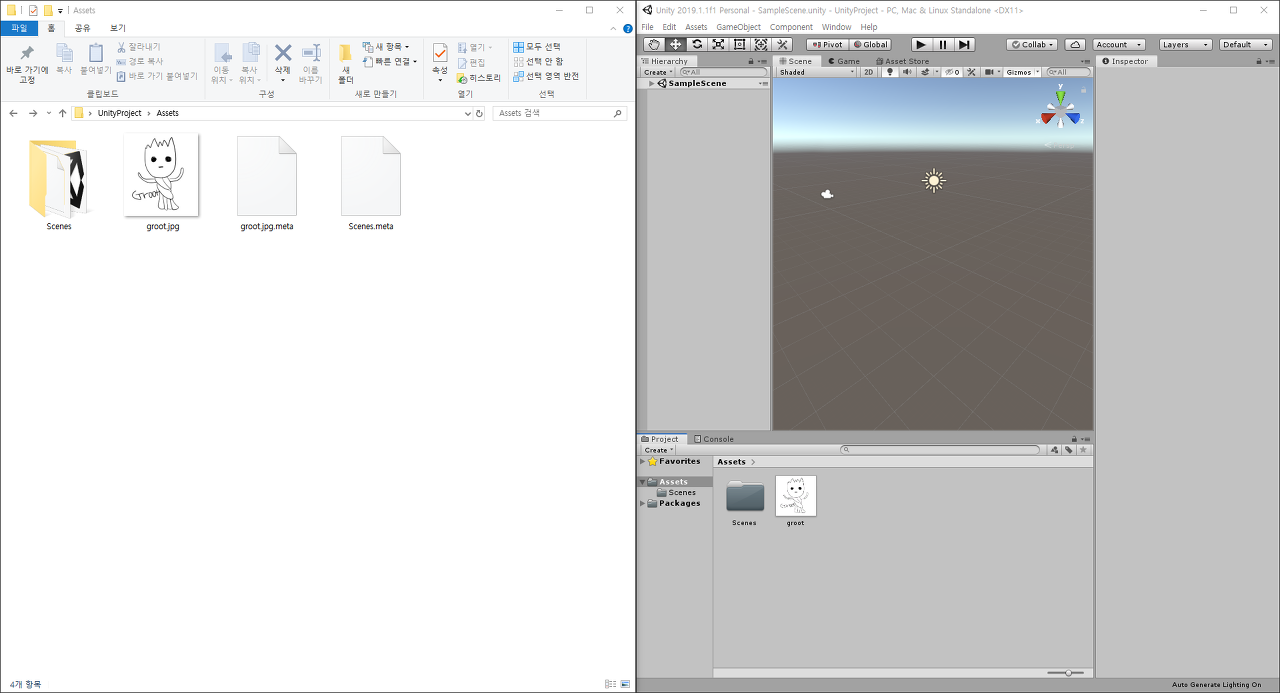 Assets
파일 홈 공유 보기
바로 가기에 고정
복사
붙여넣기
잘라내기
경로 복사
바로 가기 붙여넣기
클립보드
이동 위치
복사 위치
삭제
이름 바꾸기
구성
새 폴더
새 항목
빠른 연결
새로 만들기
속성
열기
편집
히스토리
열기
모두 선택
선택 안 함
선택 영역 반전
선택
UnityProject > Assets
Assets 검색
Groot
Scenes
groot.jpg
groot.jpg.meta
Scenes.meta
4개 항목
Unity 2019.1.1f1 Personal - SampleScene.unity - UnityProject - PC, Mac & Linux Standalone <DX11>
File Edit Assets GameObject Component Window Help
Pivot Global Collab Account Layers Default
Hierarchy
Create All
SampleScene
Scene Game Asset Store
Shaded 2D 0 Gizmos All
y
Inspector
Project Console
Create
Favorites
Assets
Scenes
Packages
Assets >
Scenes
groot
Auto Generate Lighting On